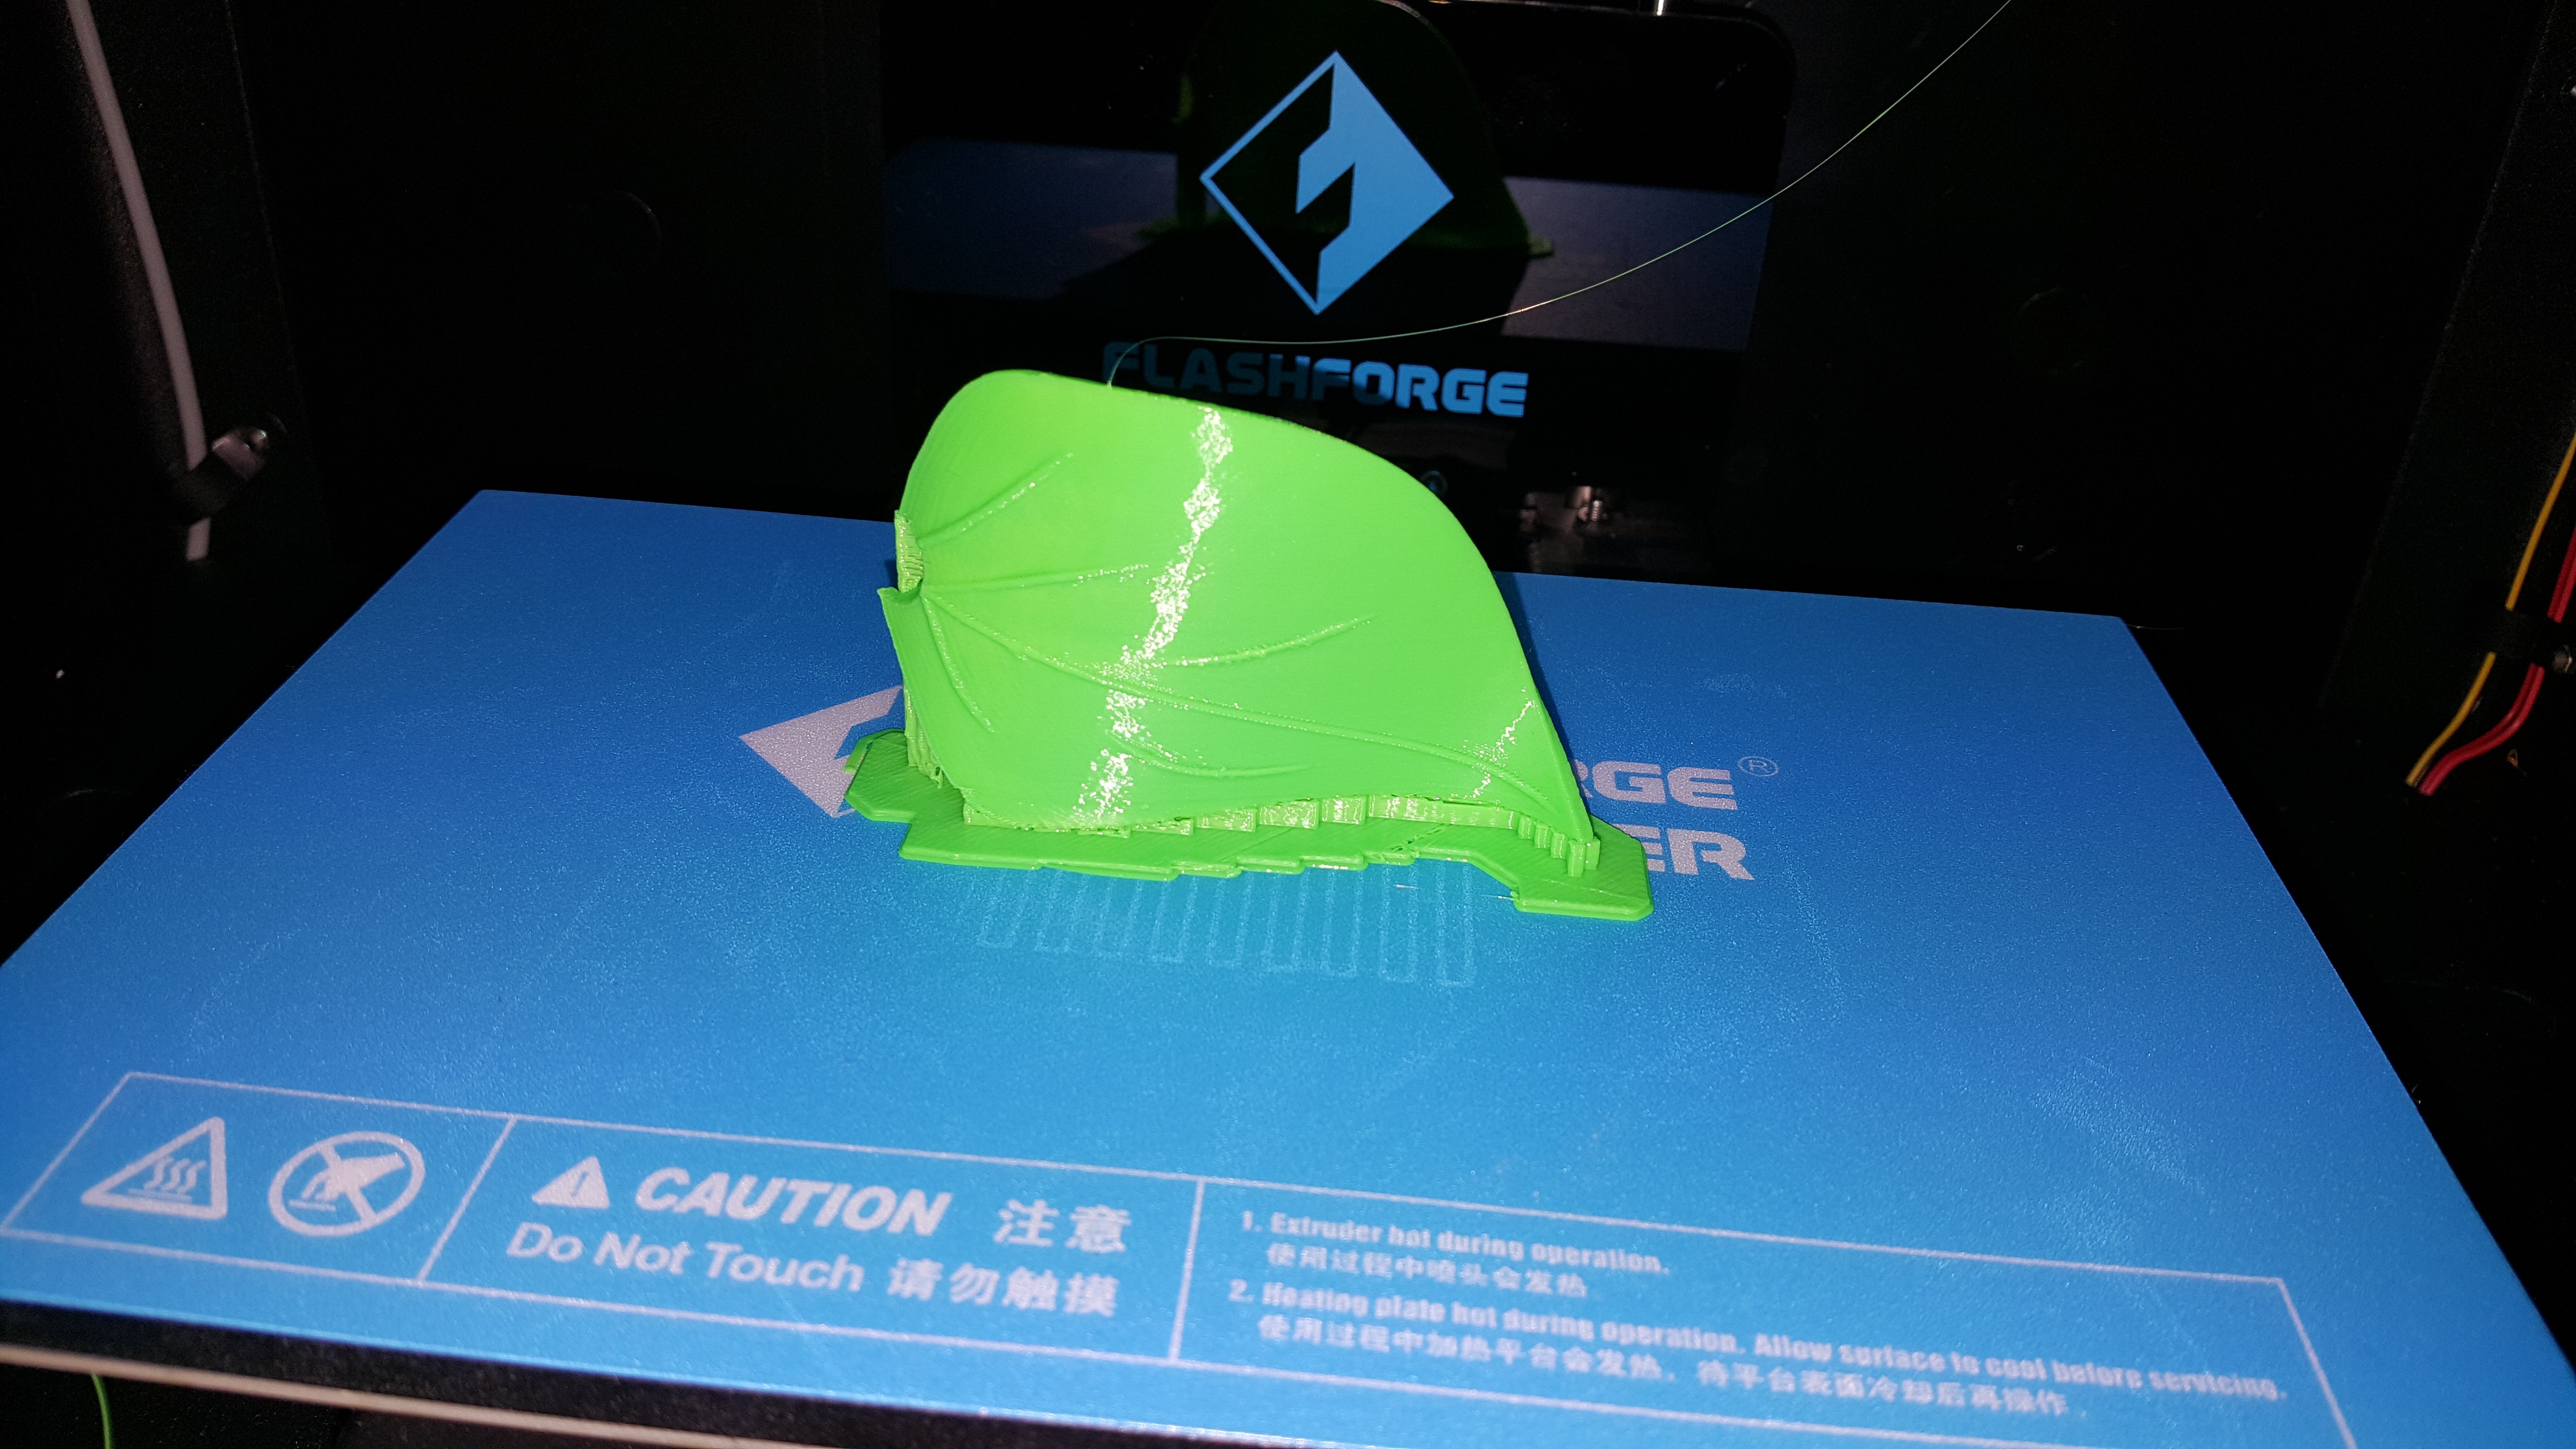 FLASHFORGE
RGE®
ER
CAUTION 注意
Do Not Touch 请勿触摸
1. Extruder hot during operation.
使用过程中喷头会发热
2. Heating plate hot during operation. Allow surface to cool before servicing.
使用过程中加热平台会发热，待平台表面冷却后再操作.